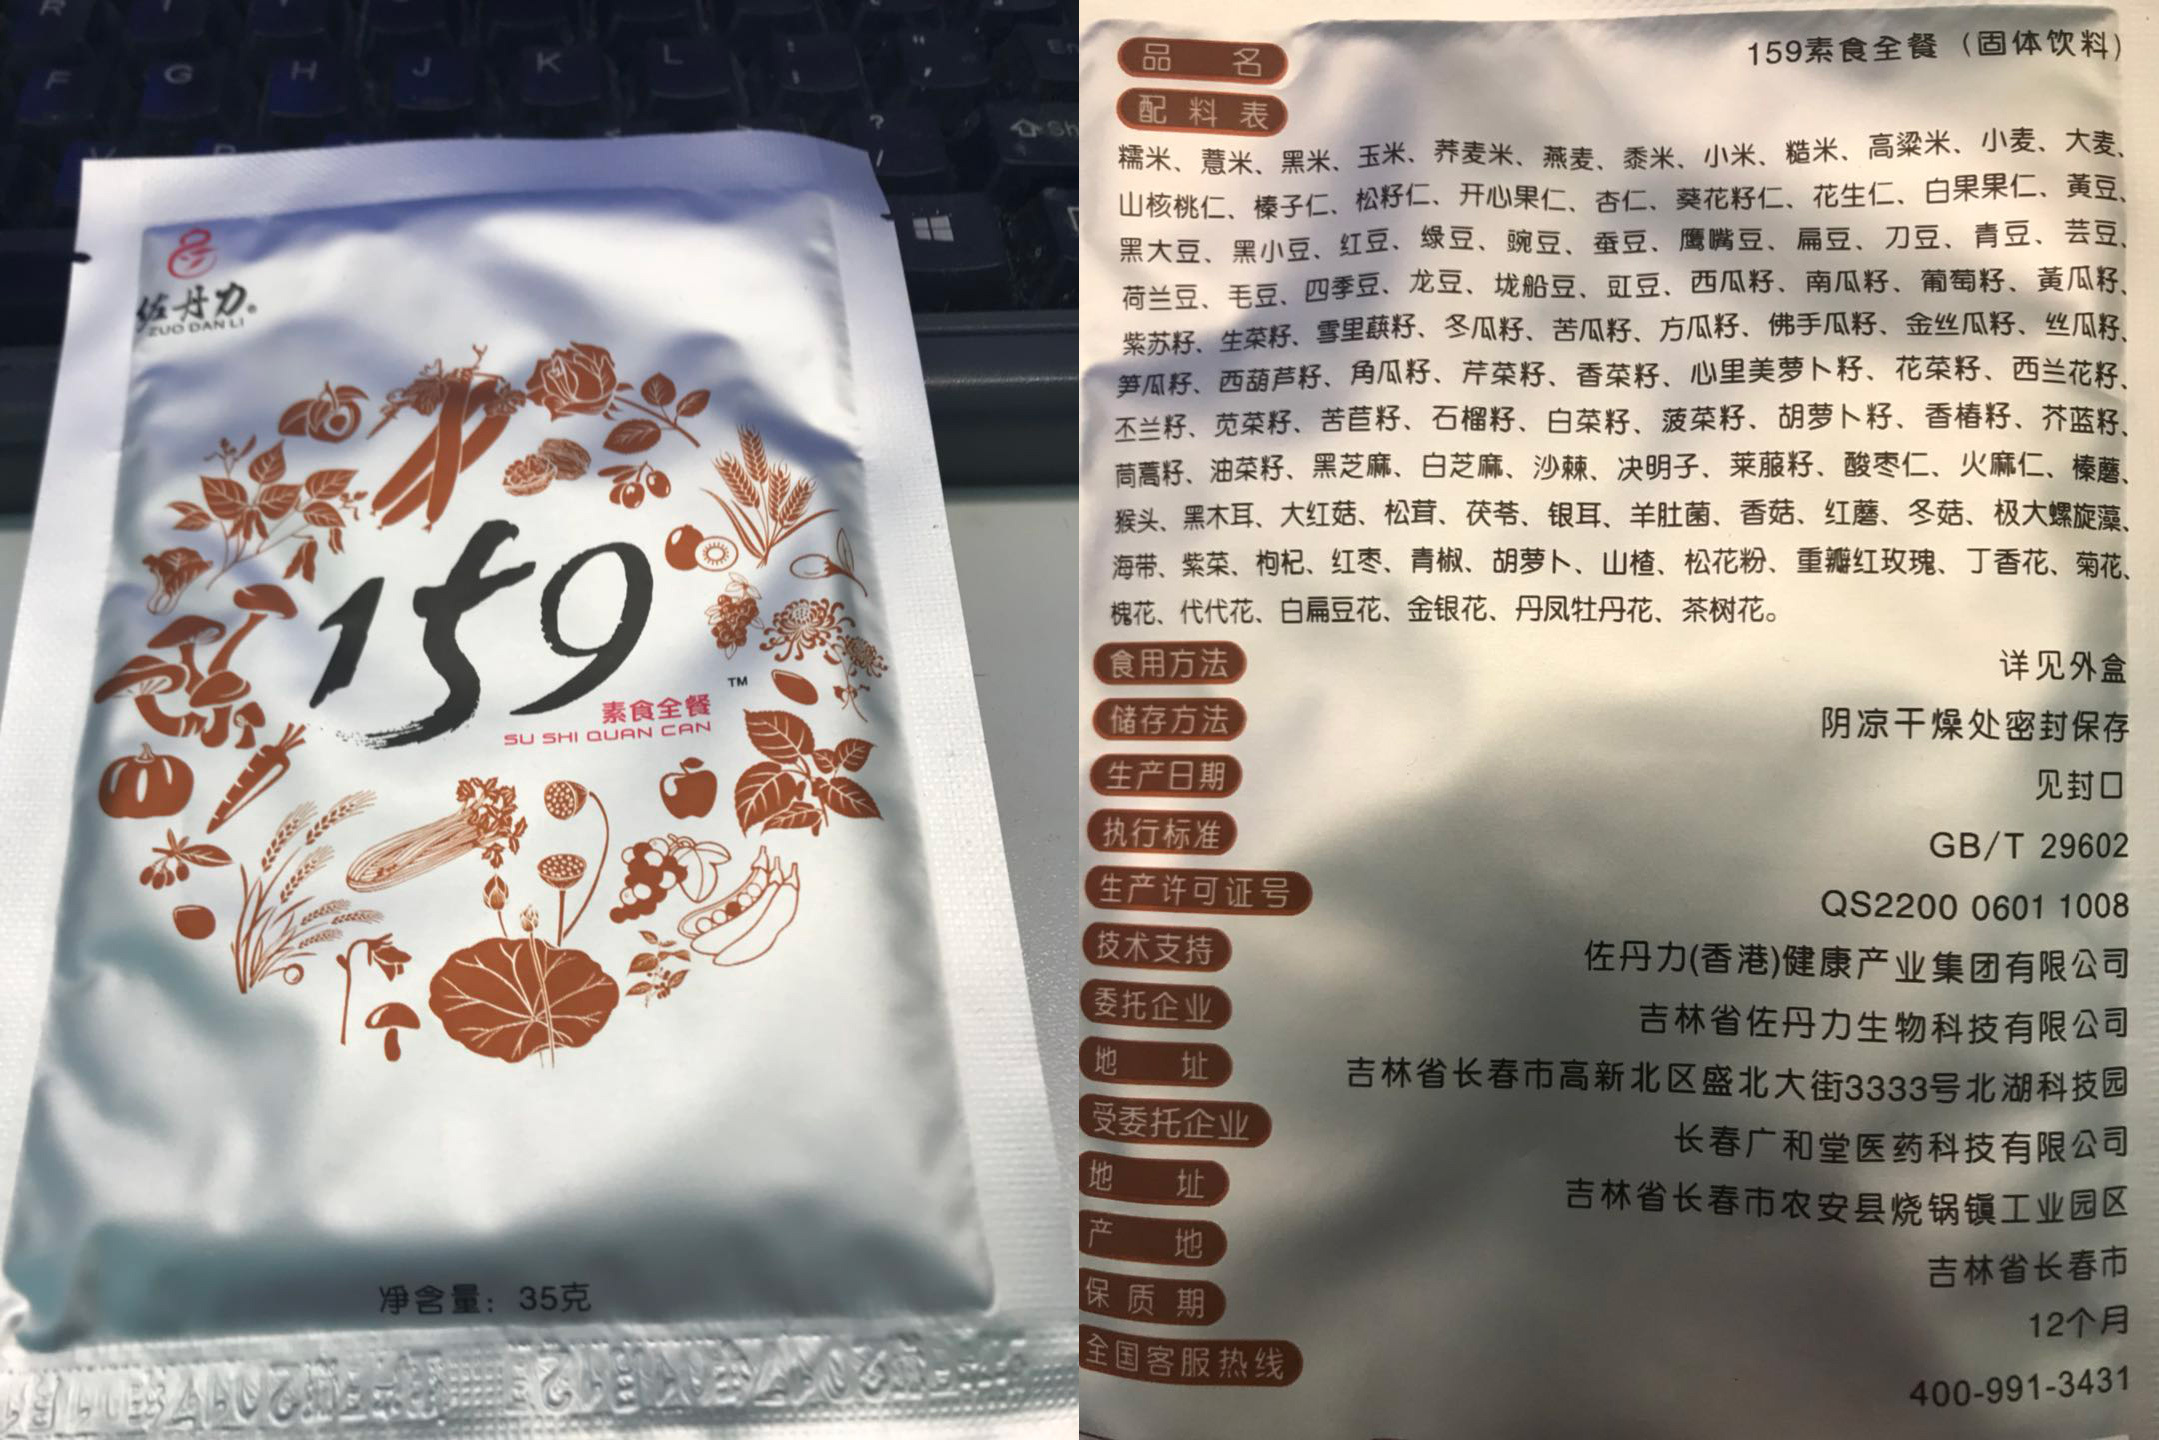 佐丹力®
ZUO DAN LI
159
TM
素食全餐
SU SHI QUAN CAN
净含量：35克
品名
159素食全餐（固体饮料）
配料表
糯米、薏米、黑米、玉米、荞麦米、燕麦、黍米、小米、糙米、高粱米、小麦、大麦、
山核桃仁、榛子仁、松籽仁、开心果仁、杏仁、葵花籽仁、花生仁、白果果仁、黃豆、
黑大豆、黑小豆、红豆、绿豆、豌豆、蚕豆、鹰嘴豆、扁豆、刀豆、青豆、芸豆、
荷兰豆、毛豆、四季豆、龙豆、垅船豆、豇豆、西瓜籽、南瓜籽、葡萄籽、黃瓜籽、
紫苏籽、生菜籽、雪里蕻籽、冬瓜籽、苦瓜籽、方瓜籽、佛手瓜籽、金丝瓜籽、丝瓜籽、
笋瓜籽、西葫芦籽、角瓜籽、芹菜籽、香菜籽、心里美萝卜籽、花菜籽、西兰花籽、
丕兰籽、苋菜籽、苦苣籽、石榴籽、白菜籽、菠菜籽、胡萝卜籽、香椿籽、芥蓝籽、
茼蒿籽、油菜籽、黑芝麻、白芝麻、沙棘、决明子、莱菔籽、酸枣仁、火麻仁、榛蘑、
猴头、黑木耳、大红菇、松茸、茯苓、银耳、羊肚菌、香菇、红蘑、冬菇、极大螺旋藻、
海带、紫菜、枸杞、红枣、青椒、胡萝卜、山楂、松花粉、重瓣红玫瑰、丁香花、菊花、
槐花、代代花、白扁豆花、金银花、丹凤牡丹花、茶树花。
食用方法
详见外盒
储存方法
阴凉干燥处密封保存
生产日期
见封口
执行标准
GB/T 29602
生产许可证号
QS2200 0601 1008
技术支持
佐丹力(香港)健康产业集团有限公司
委托企业
吉林省佐丹力生物科技有限公司
地址
吉林省长春市高新北区盛北大街3333号北湖科技园
受委托企业
长春广和堂医药科技有限公司
地址
吉林省长春市农安县烧锅镇工业园区
产地
吉林省长春市
保质期
12个月
全国客服热线
400-991-3431